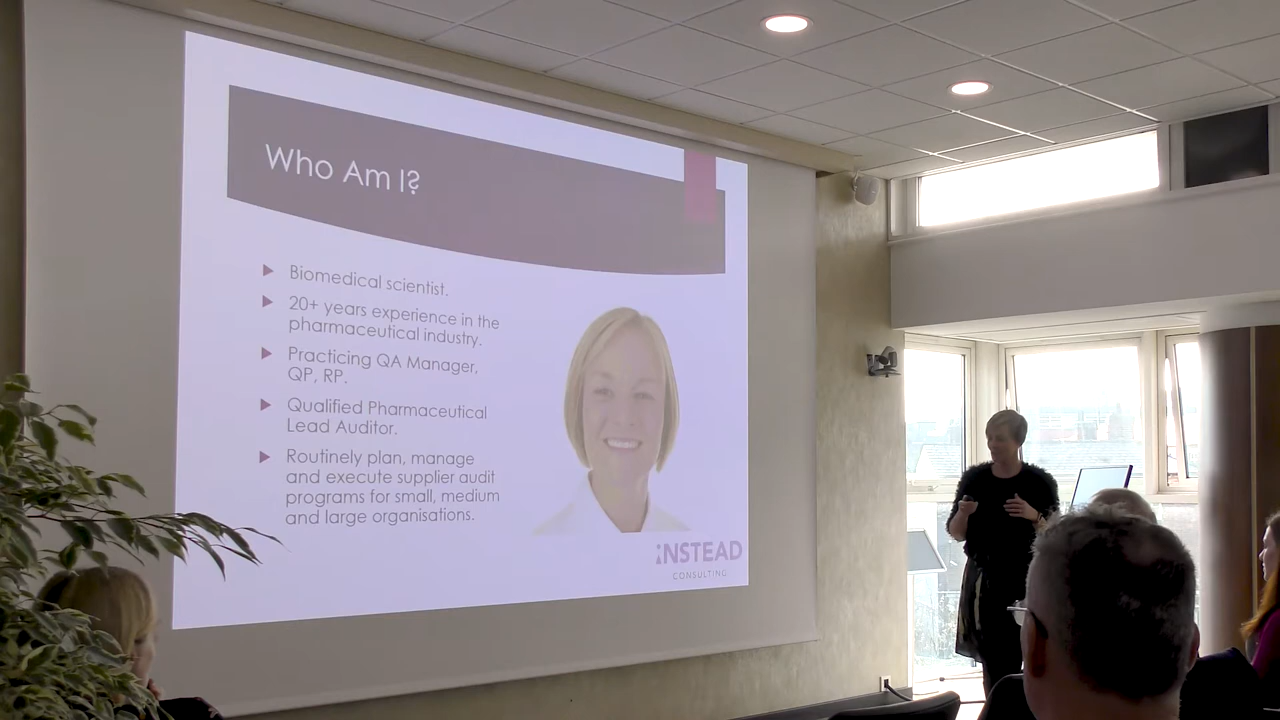 Who Am I?
Biomedical scientist.
20+ years experience in the
pharmaceutical industry.
Practicing QA Manager,
QP, RP.
Qualified Pharmaceutical
Lead Auditor.
Routinely plan, manage
and execute supplier audit
programs for small, medium
and large organisations.
INSTEAD
CONSULTING